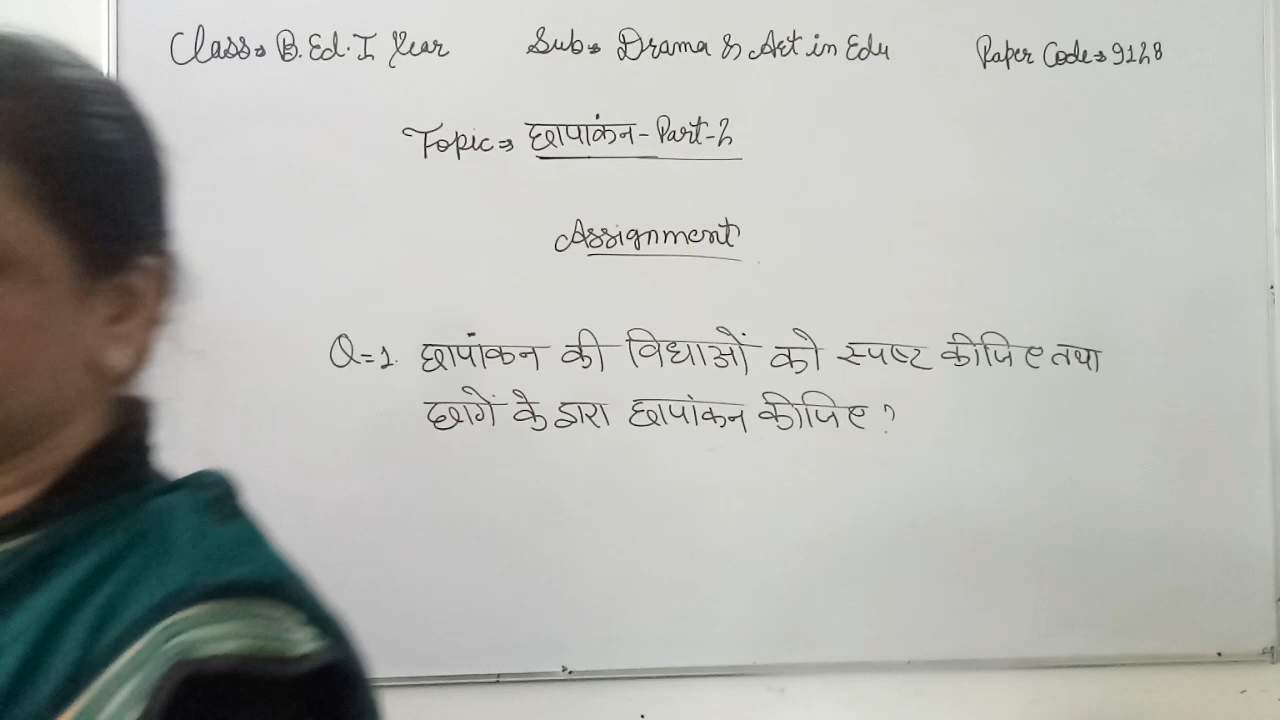 Class⇒ B.Ed. I Year Sub⇒ Drama & Art in Edu Paper Code⇒ 9128
Topic⇒ छापांकन - Part-2
Assignment
Q=1. छापांकन की विधाओं को स्पष्ट कीजिए तथा
छागें के द्वारा छापांकन कीजिए?